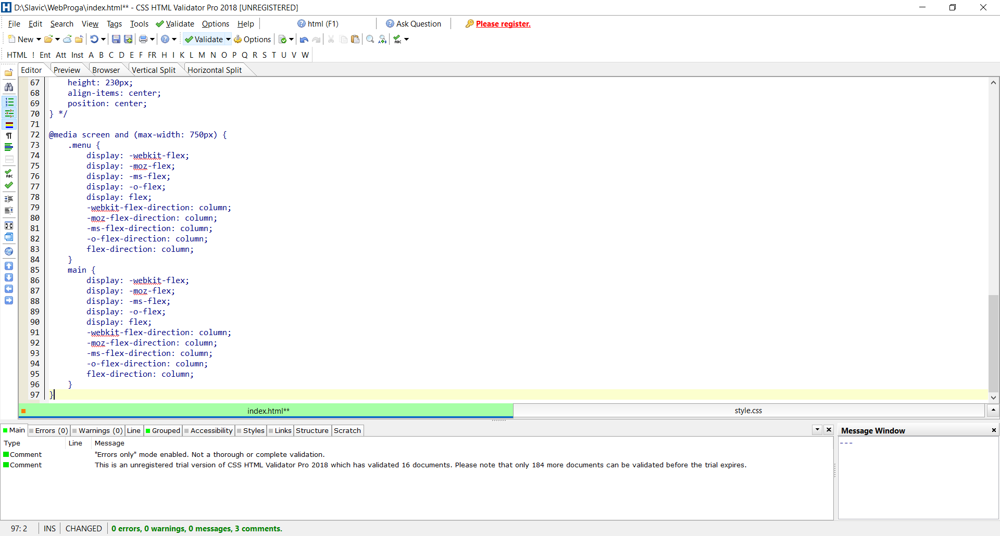 D:\Slavic\WebProga\index.html** - CSS HTML Validator Pro 2018 [UNREGISTERED]
File Edit Search View Tags Tools Validate Options Help html (F1) Ask Question Please register.
New Validate Options
HTML ! Ent Att Inst A B C D E F FR H I K L M N O P Q R S T U V W
Editor Preview Browser Vertical Split Horizontal Split
67 height: 230px;
68 align-items: center;
69 position: center;
70 } */
71
72 @media screen and (max-width: 750px) {
73 .menu {
74 display: -webkit-flex;
75 display: -moz-flex;
76 display: -ms-flex;
77 display: -o-flex;
78 display: flex;
79 -webkit-flex-direction: column;
80 -moz-flex-direction: column;
81 -ms-flex-direction: column;
82 -o-flex-direction: column;
83 flex-direction: column;
84 }
85 main {
86 display: -webkit-flex;
87 display: -moz-flex;
88 display: -ms-flex;
89 display: -o-flex;
90 display: flex;
91 -webkit-flex-direction: column;
92 -moz-flex-direction: column;
93 -ms-flex-direction: column;
94 -o-flex-direction: column;
95 flex-direction: column;
96 }
97 }
index.html** style.css
Main Errors (0) Warnings (0) Line Grouped Accessibility Styles Links Structure Scratch
Message Window
Type Line Message
---
Comment "Errors only" mode enabled. Not a thorough or complete validation.
Comment This is an unregistered trial version of CSS HTML Validator Pro 2018 which has validated 16 documents. Please note that only 184 more documents can be validated before the trial expires.
97: 2 INS CHANGED 0 errors, 0 warnings, 0 messages, 3 comments.